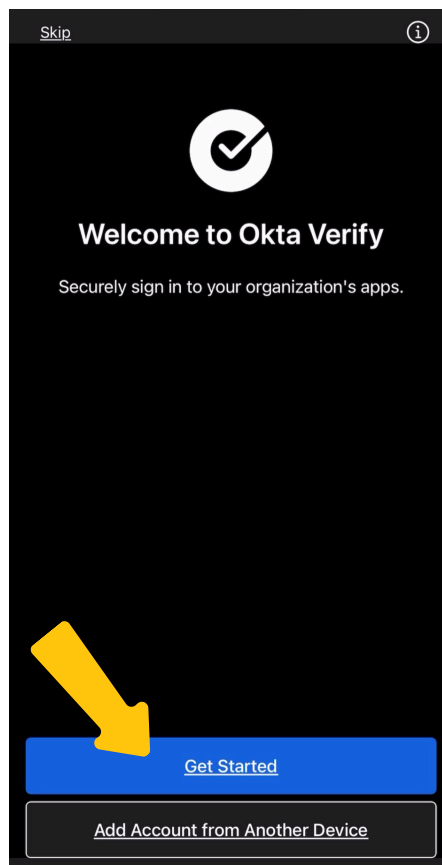 Skip
Welcome to Okta Verify
Securely sign in to your organization's apps.
Get Started
Add Account from Another Device